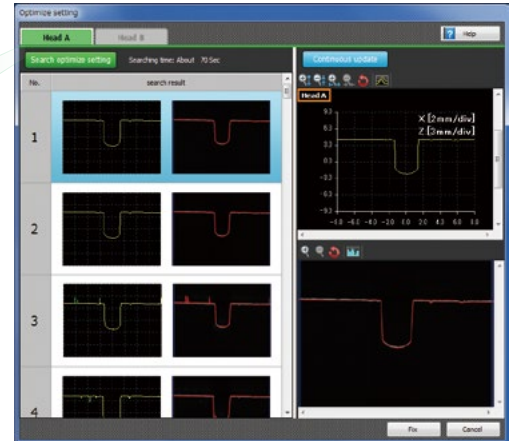 Optimize setting
Head A
Head B
Help
Search optimize setting
Searching time: About 70 Sec
Continuous update
No.
search result
Head A
X [2mm/div]
Z [3mm/div]
1
2
3
4
Fix
Cancel